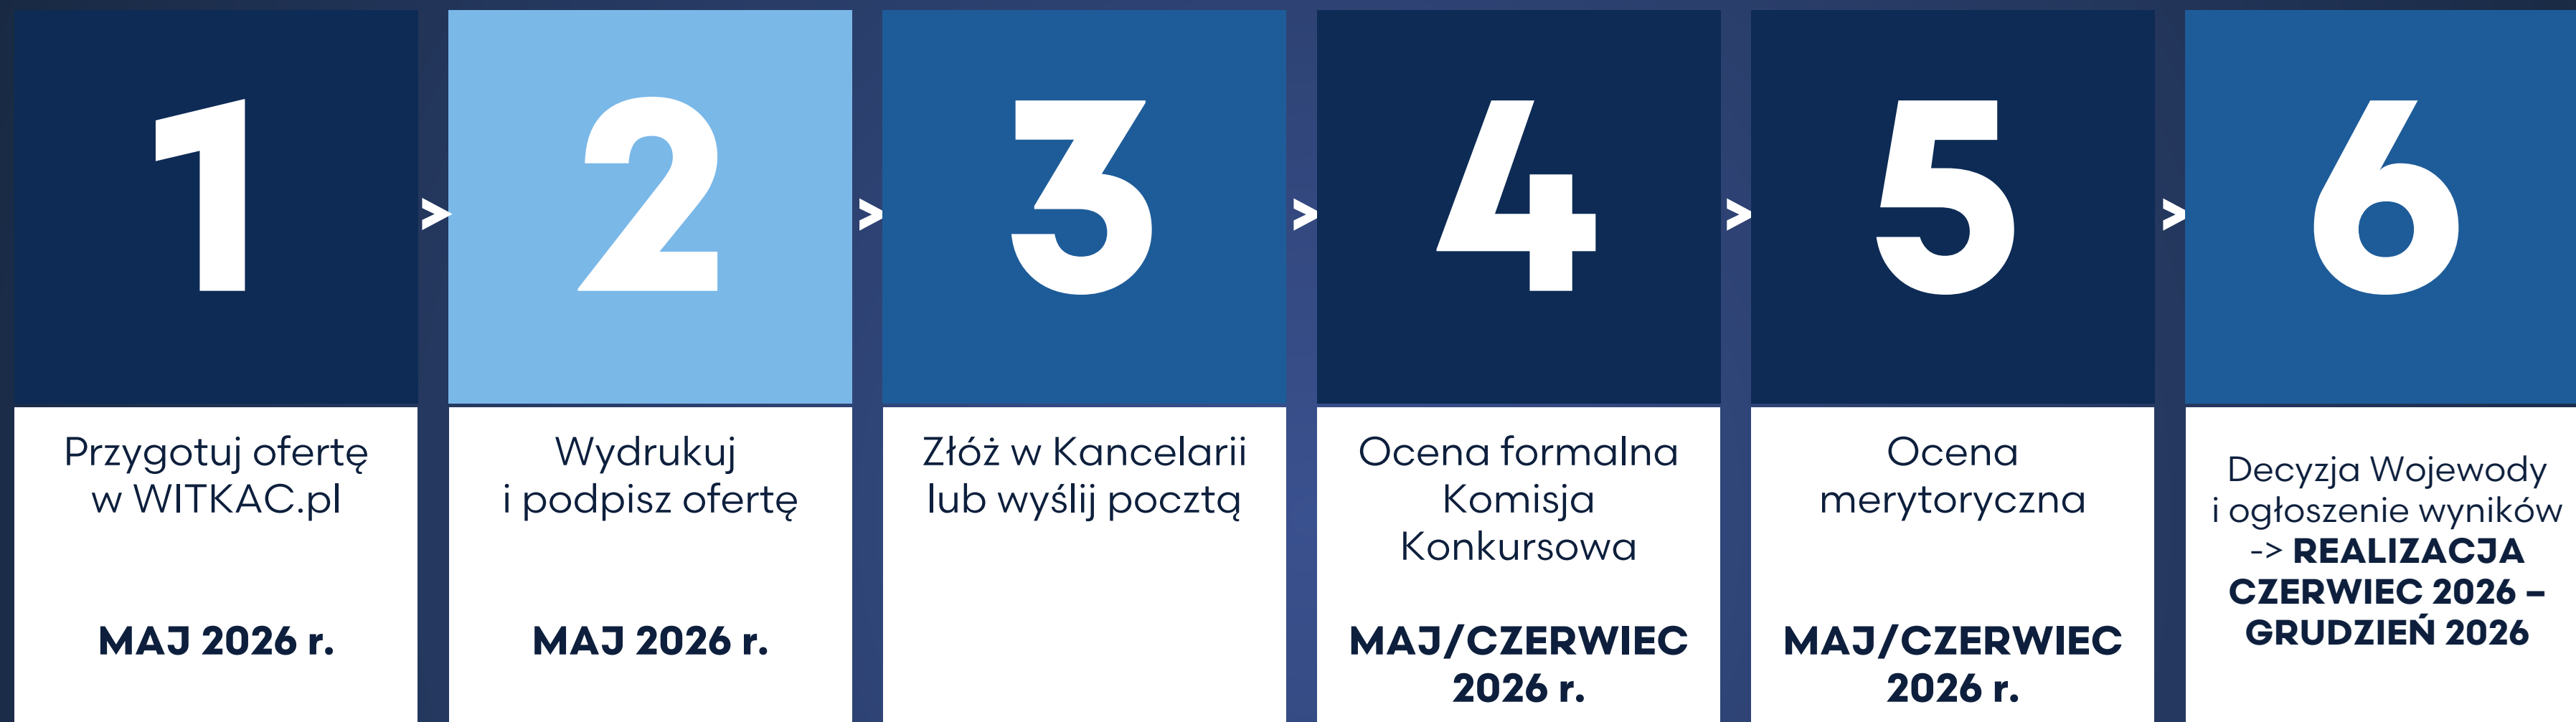 1
>
2
>
3
>
4
>
5
>
6
Przygotuj ofertę
w WITKAC.pl
MAJ 2026 r.
Wydrukuj
i podpisz ofertę
MAJ 2026 r.
Złóż w Kancelarii
lub wyślij pocztą
Ocena formalna
Komisja
Konkursowa
MAJ/CZERWIEC
2026 r.
Ocena
merytoryczna
MAJ/CZERWIEC
2026 r.
Decyzja Wojewody
i ogłoszenie wyników
-> REALIZACJA
CZERWIEC 2026 –
GRUDZIEŃ 2026